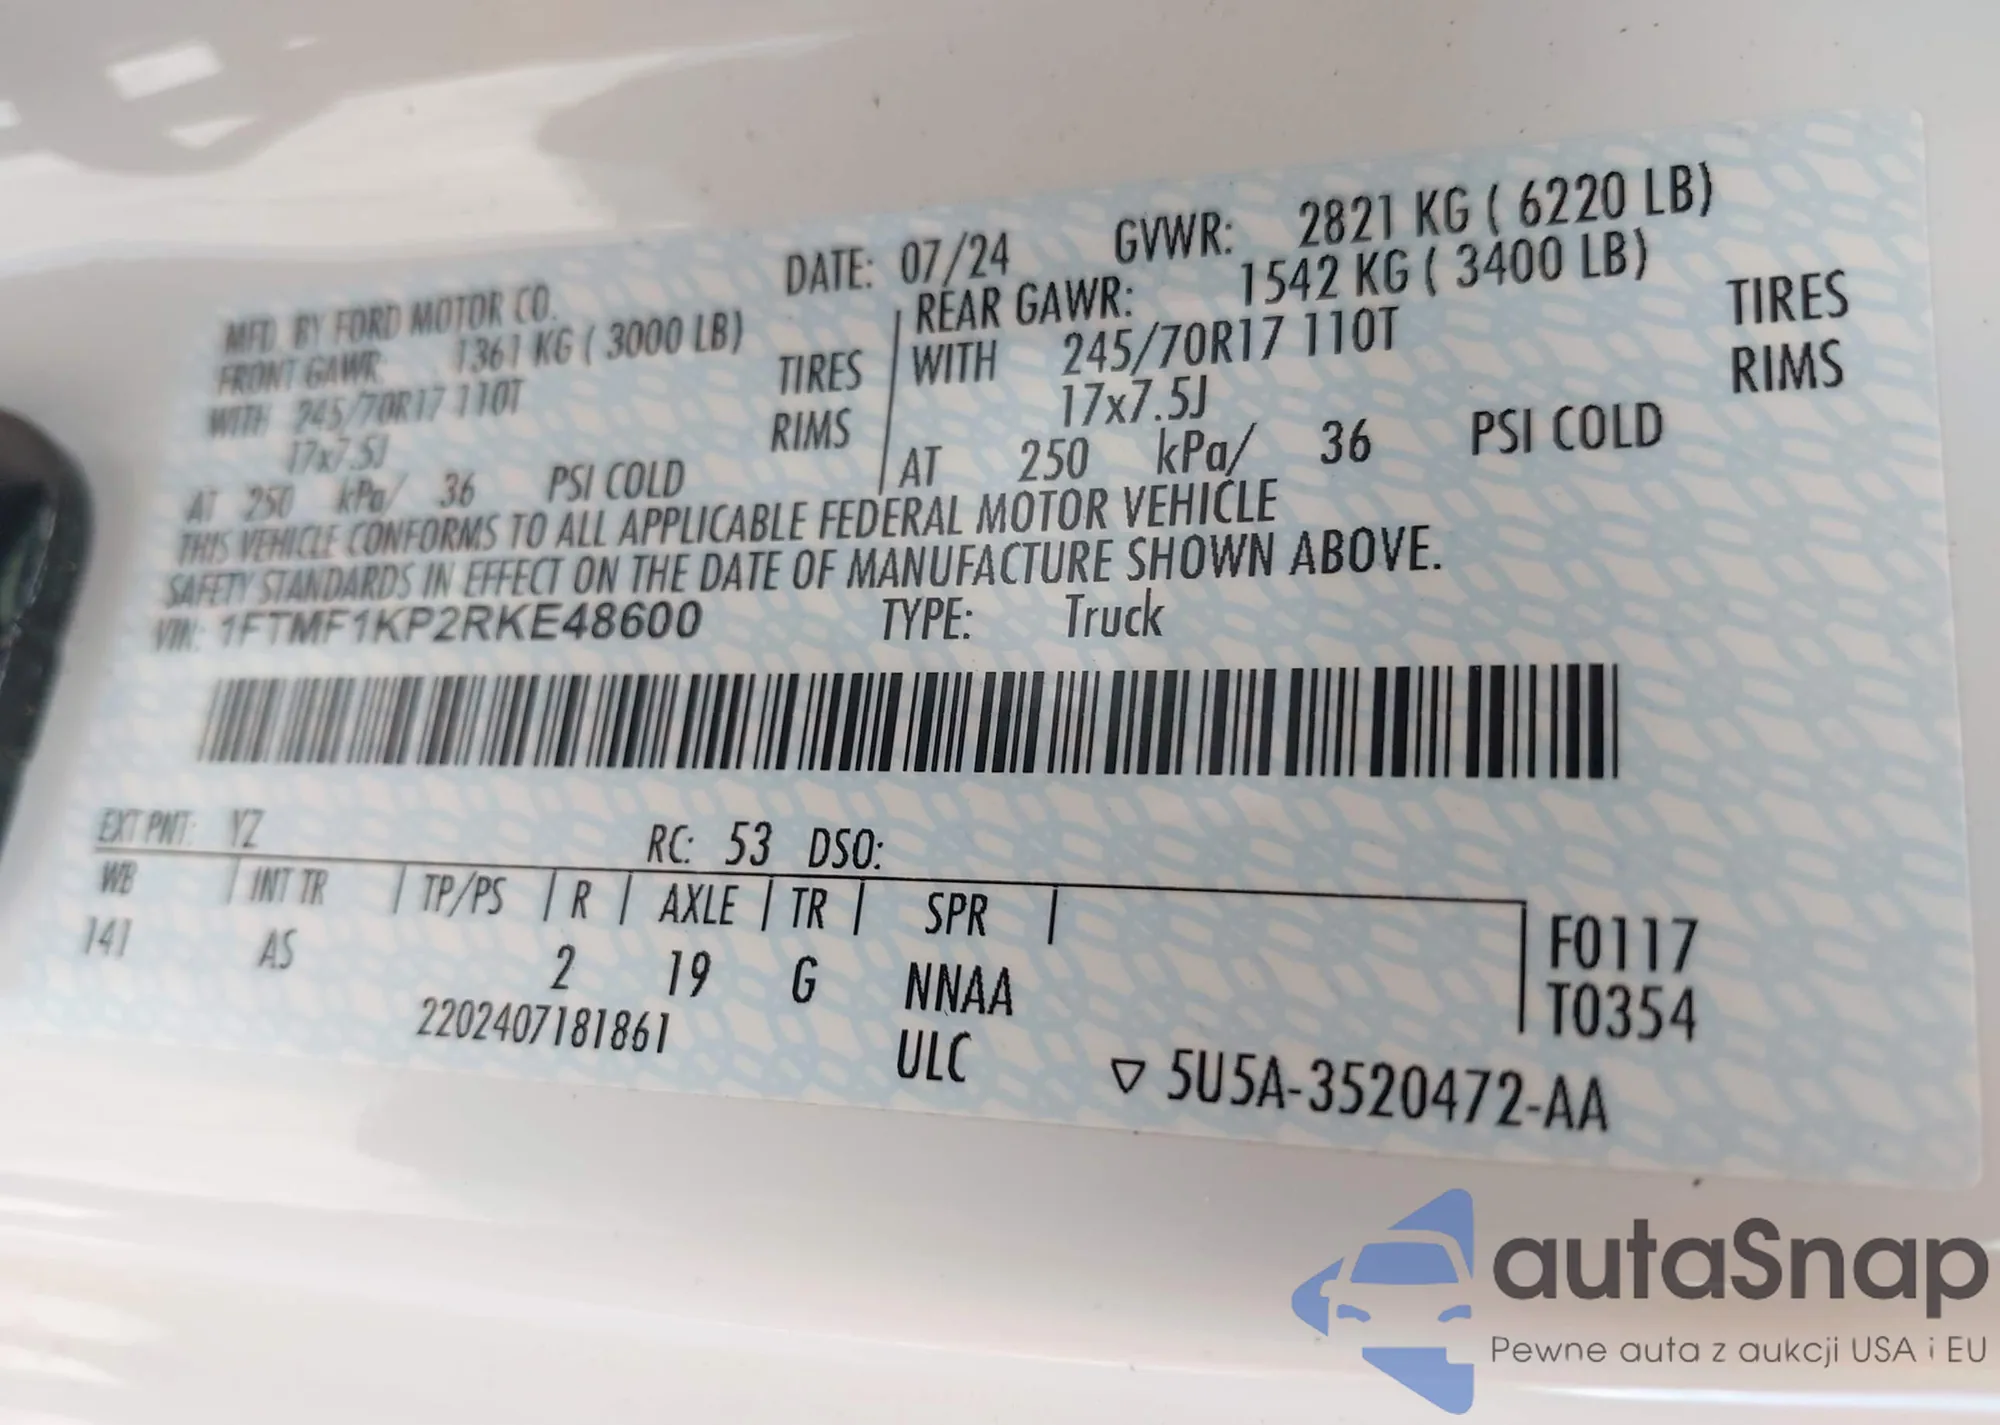 MFD. BY FORD MOTOR CO.
DATE: 07/24 GVWR: 2821 KG ( 6220 LB)
FRONT GAWR: 1361 KG ( 3000 LB)
WITH 245/70R17 110T TIRES
17x7.5J RIMS
AT 250 kPa/ 36 PSI COLD
REAR GAWR: 1542 KG ( 3400 LB)
WITH 245/70R17 110T TIRES
17x7.5J RIMS
AT 250 kPa/ 36 PSI COLD
THIS VEHICLE CONFORMS TO ALL APPLICABLE FEDERAL MOTOR VEHICLE
SAFETY STANDARDS IN EFFECT ON THE DATE OF MANUFACTURE SHOWN ABOVE.
VIN: 1FTMF1KP2RKE48600 TYPE: Truck
EXT PNT: YZ RC: 53 DSO:
WB | INT TR | TP/PS | R | AXLE | TR | SPR |
141 AS 2 19 G NNAA
F0117
T0354
2202407181861 ULC
▽ 5U5A-3520472-AA
autaSnap
Pewne auta z aukcji USA i EU